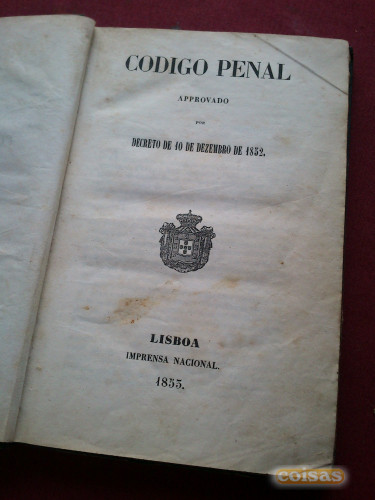 CODIGO PENAL
APPROVADO
POR
DECRETO DE 10 DE DEZEMBRO DE 1852.
LISBOA
IMPRENSA NACIONAL.
1855.
coisas